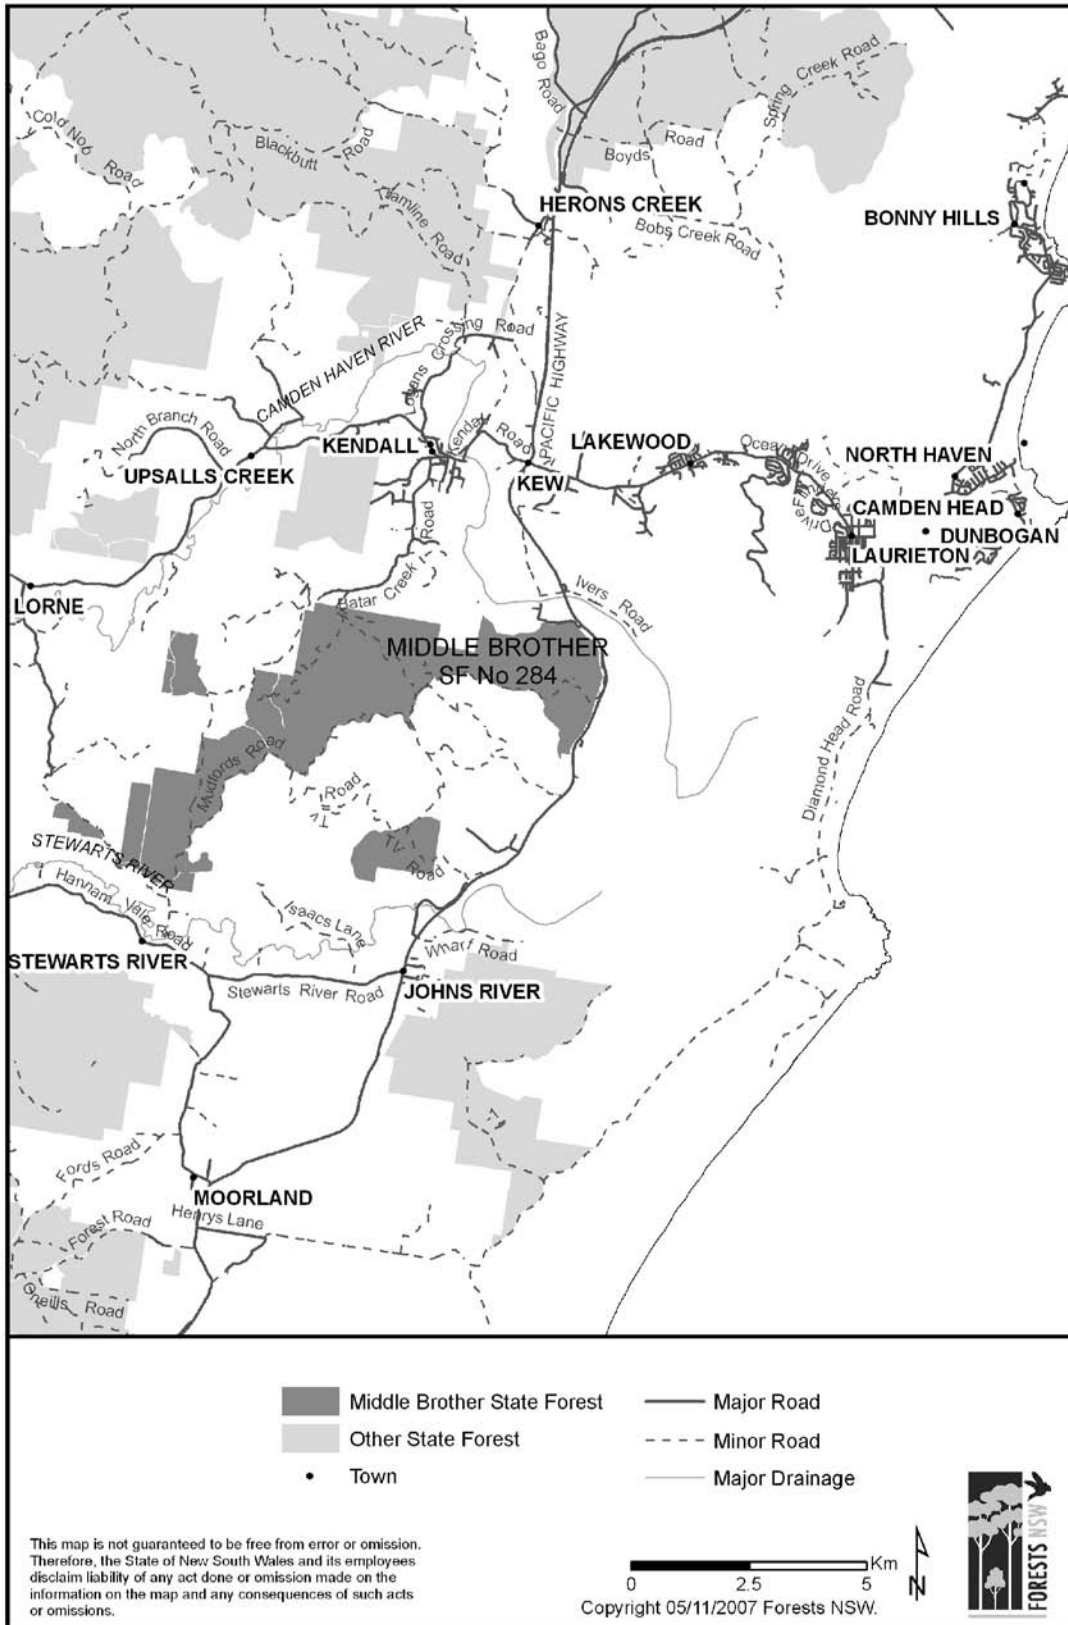 Bago Road
Spring Creek Road
Cold Nob Road
Blackbutt Road
Boyds Road
Hamline Road
HERONS CREEK
BONNY HILLS
Bobs Creek Road
CAMDEN HAVEN RIVER
Logans Crossing Road
PACIFIC HIGHWAY
North Branch Road
KENDALL
Kendall Road
LAKEWOOD
Ocean Drive
NORTH HAVEN
UPSALLS CREEK
KEW
CAMDEN HEAD
DUNBOGAN
LAURIETON
Drive
LORNE
Batar Creek Road
Ivers Road
MIDDLE BROTHER
SF No 284
Diamond Head Road
Mudfords Road
TV Road
TV Road
STEWARTS RIVER
Hannam Vale Road
Isaacs Lane
Wharf Road
STEWARTS RIVER
Stewarts River Road
JOHNS RIVER
Fords Road
MOORLAND
Forest Road
Henrys Lane
Oneills Road
Middle Brother State Forest
Major Road
Other State Forest
Minor Road
Town
Major Drainage
This map is not guaranteed to be free from error or omission.
Therefore, the State of New South Wales and its employees
disclaim liability of any act done or omission made on the
information on the map and any consequences of such acts
or omissions.
Km
0 2.5 5
N
Copyright 05/11/2007 Forests NSW.
FORESTS NSW